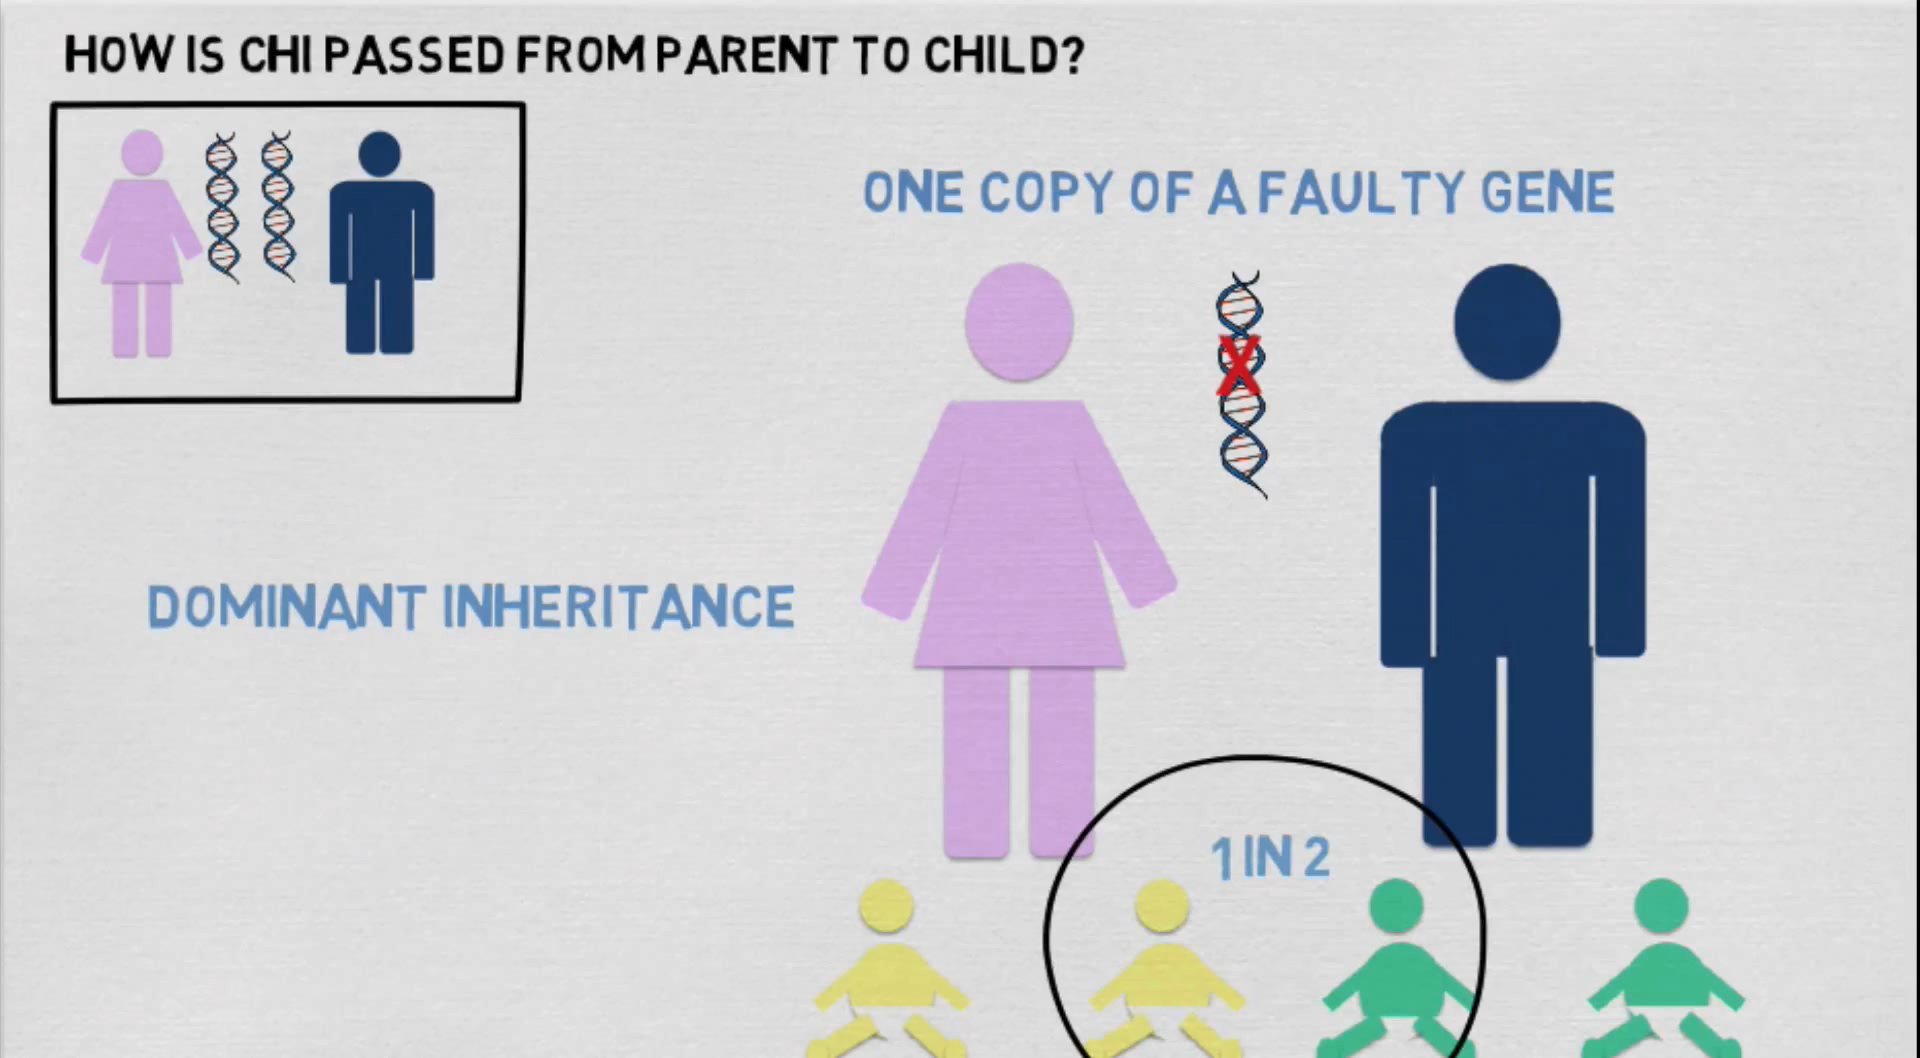 HOW IS CHI PASSED FROM PARENT TO CHILD?
ONE COPY OF A FAULTY GENE
X
DOMINANT INHERITANCE
1 IN 2